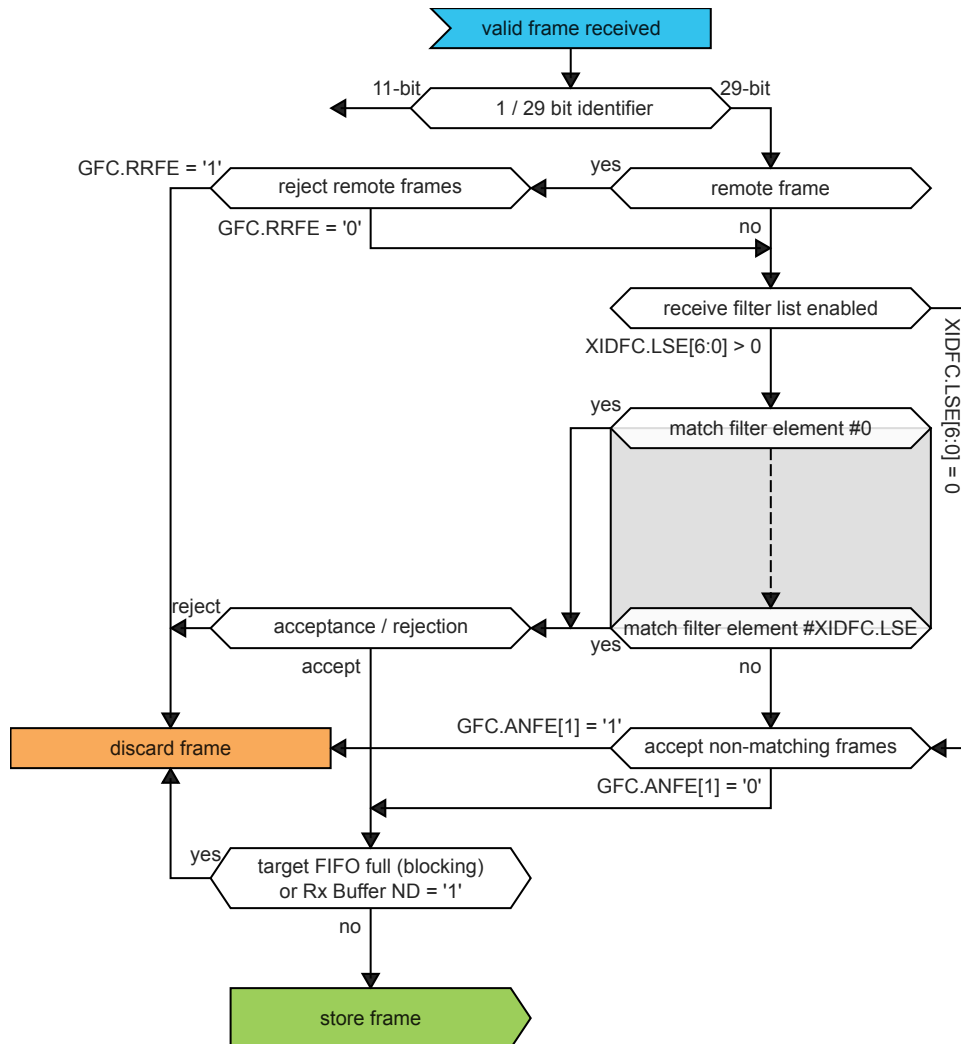 valid frame received
11-bit
29-bit
1 / 29 bit identifier
GFC.RRFE = '1'
yes
reject remote frames
remote frame
GFC.RRFE = '0'
no
receive filter list enabled
XIDFC.LSE[6:0] > 0
XIDFC.LSE[6:0] = 0
yes
match filter element #0
reject
acceptance / rejection
match filter element #XIDFC.LSE
yes
accept
no
GFC.ANFE[1] = '1'
discard frame
accept non-matching frames
GFC.ANFE[1] = '0'
yes
target FIFO full (blocking)
or Rx Buffer ND = '1'
no
store frame